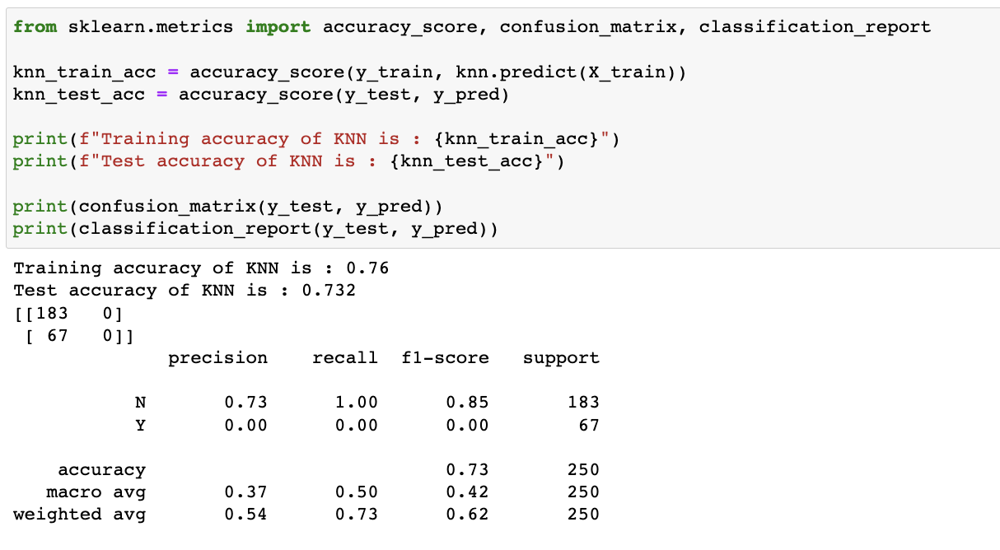 from sklearn.metrics import accuracy_score, confusion_matrix, classification_report
knn_train_acc = accuracy_score(y_train, knn.predict(X_train))
knn_test_acc = accuracy_score(y_test, y_pred)
print(f"Training accuracy of KNN is : {knn_train_acc}")
print(f"Test accuracy of KNN is : {knn_test_acc}")
print(confusion_matrix(y_test, y_pred))
print(classification_report(y_test, y_pred))
Training accuracy of KNN is : 0.76
Test accuracy of KNN is : 0.732
[[183   0]
 [ 67   0]]
              precision    recall  f1-score   support
           N       0.73      1.00      0.85       183
           Y       0.00      0.00      0.00        67
    accuracy                           0.73       250
   macro avg       0.37      0.50      0.42       250
weighted avg       0.54      0.73      0.62       250